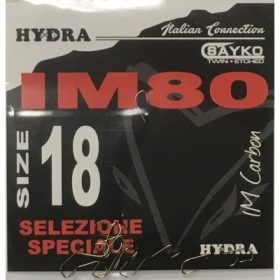 HYDRA
Italian Connection
SAYKO
TWIN-ETCHED
IM80
SIZE 18
IM Carbon
SELEZIONE
SPECIALE
HYDRA